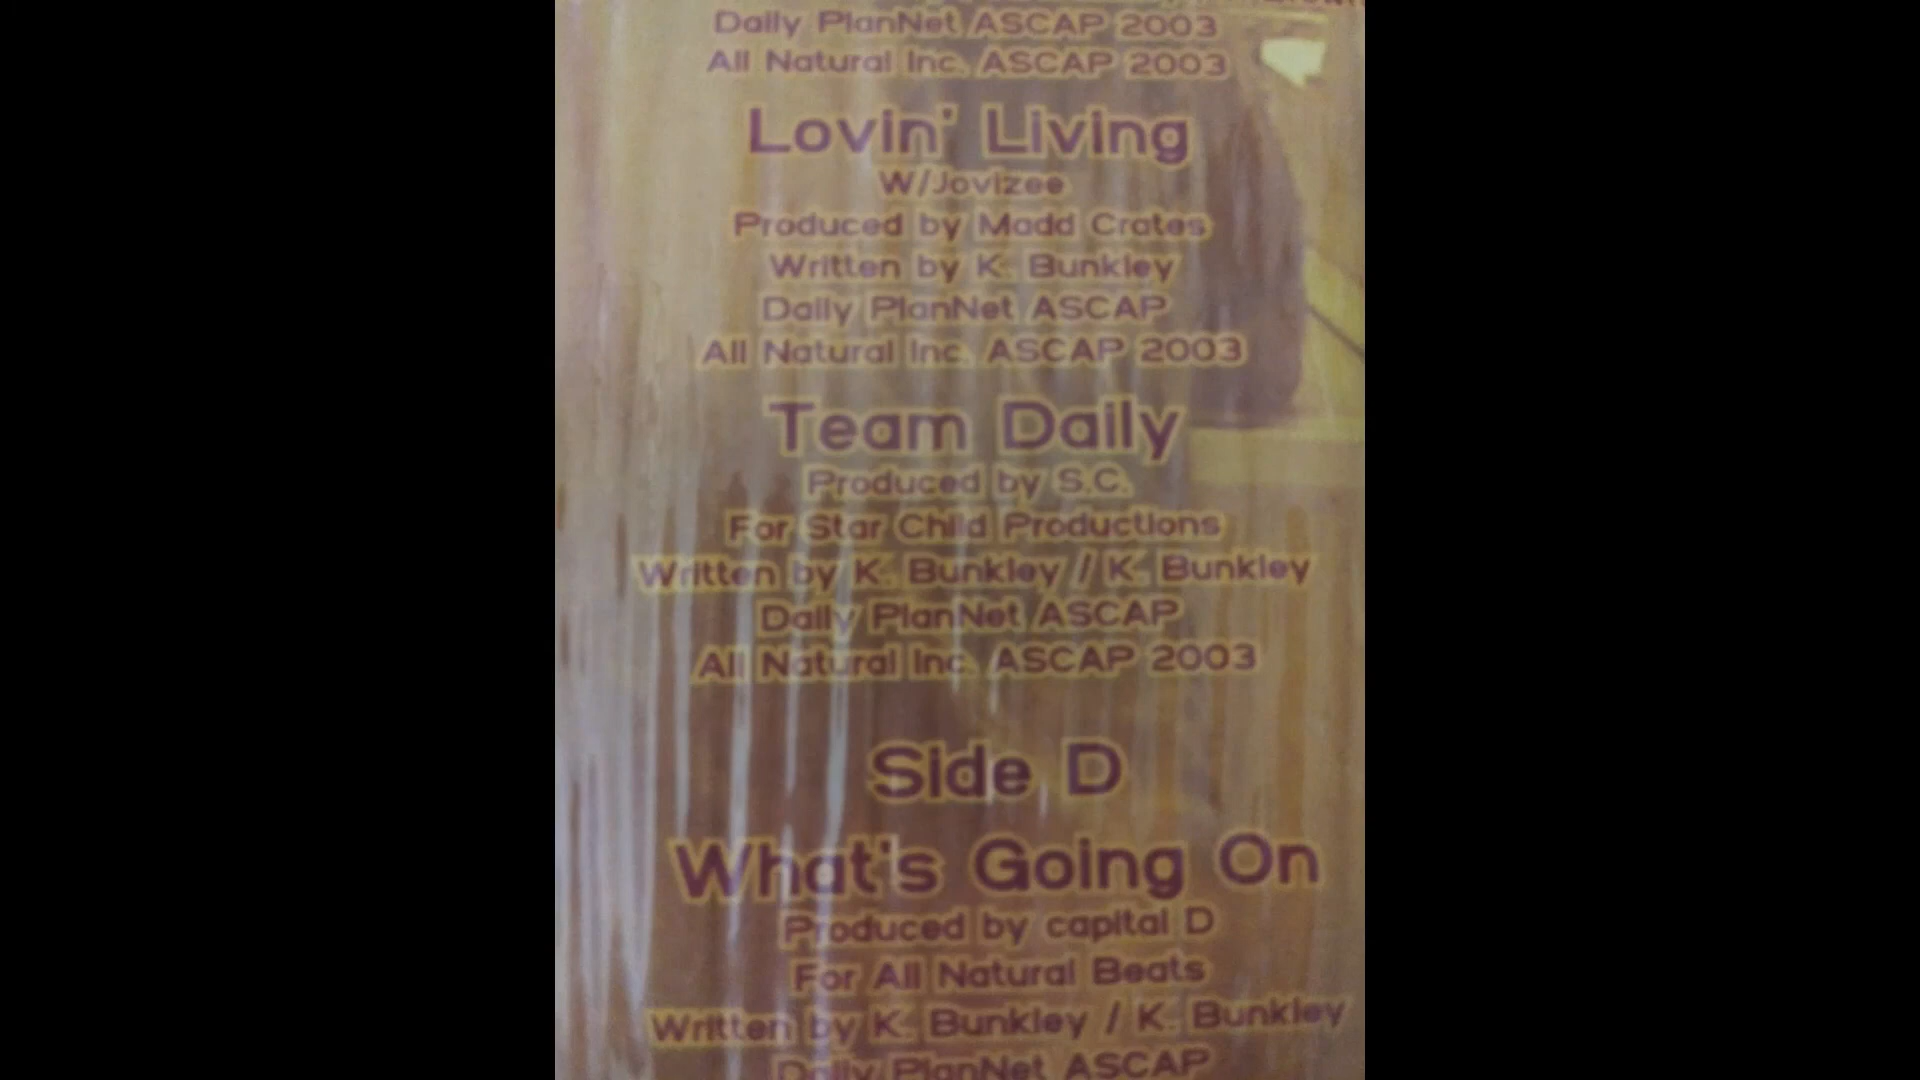 Daily PlanNet ASCAP 2003
All Natural Inc. ASCAP 2003
Lovin' Living
W/Jovizee
Produced by Madd Crates
Written by K. Bunkley
Daily PlanNet ASCAP
All Natural Inc. ASCAP 2003
Team Daily
Produced by S.C.
For Star Child Productions
Written by K. Bunkley / K. Bunkley
Daily PlanNet ASCAP
All Natural Inc. ASCAP 2003
Side D
What's Going On
Produced by capital D
For All Natural Beats
Written by K. Bunkley / K. Bunkley
Daily PlanNet ASCAP